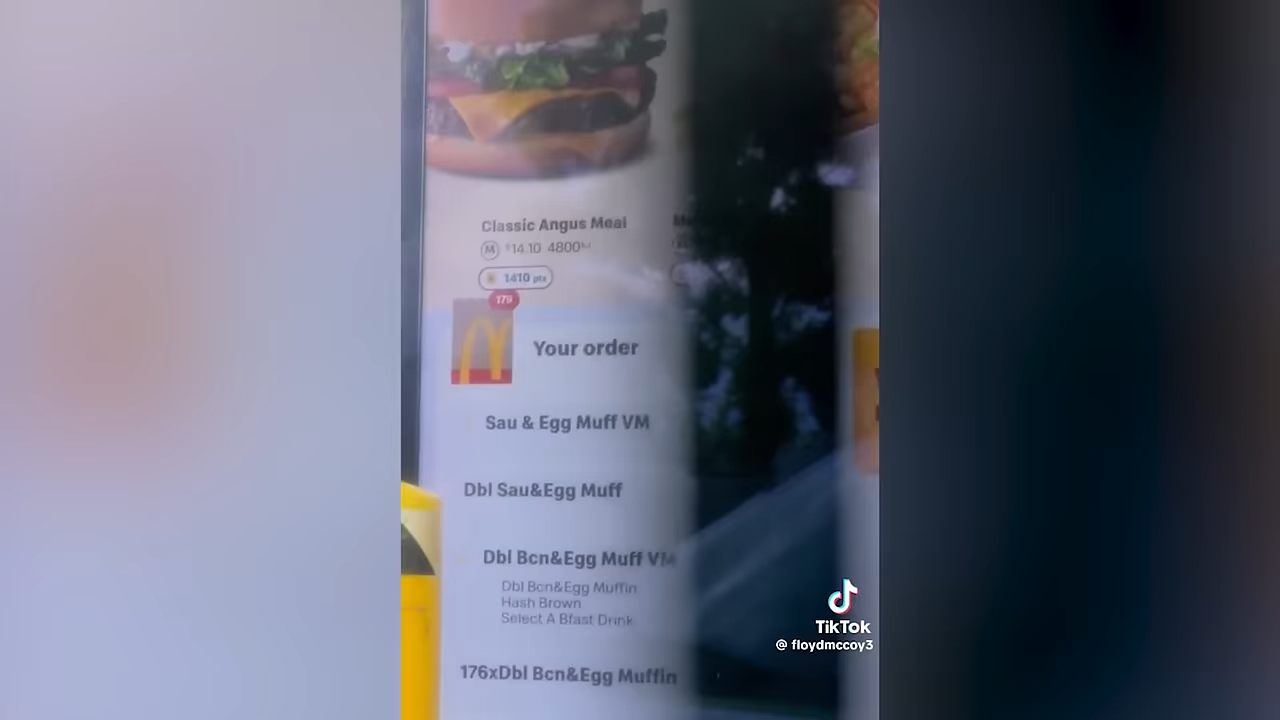 Classic Angus Meal
M $14.10 4800kJ
1410 pts
179
Your order
Sau & Egg Muff VM
Dbl Sau&Egg Muff
Dbl Bcn&Egg Muff VM
Dbl Bcn&Egg Muffin
Hash Brown
Select A Bfast Drink
176xDbl Bcn&Egg Muffin
TikTok
@ floydmccoy3